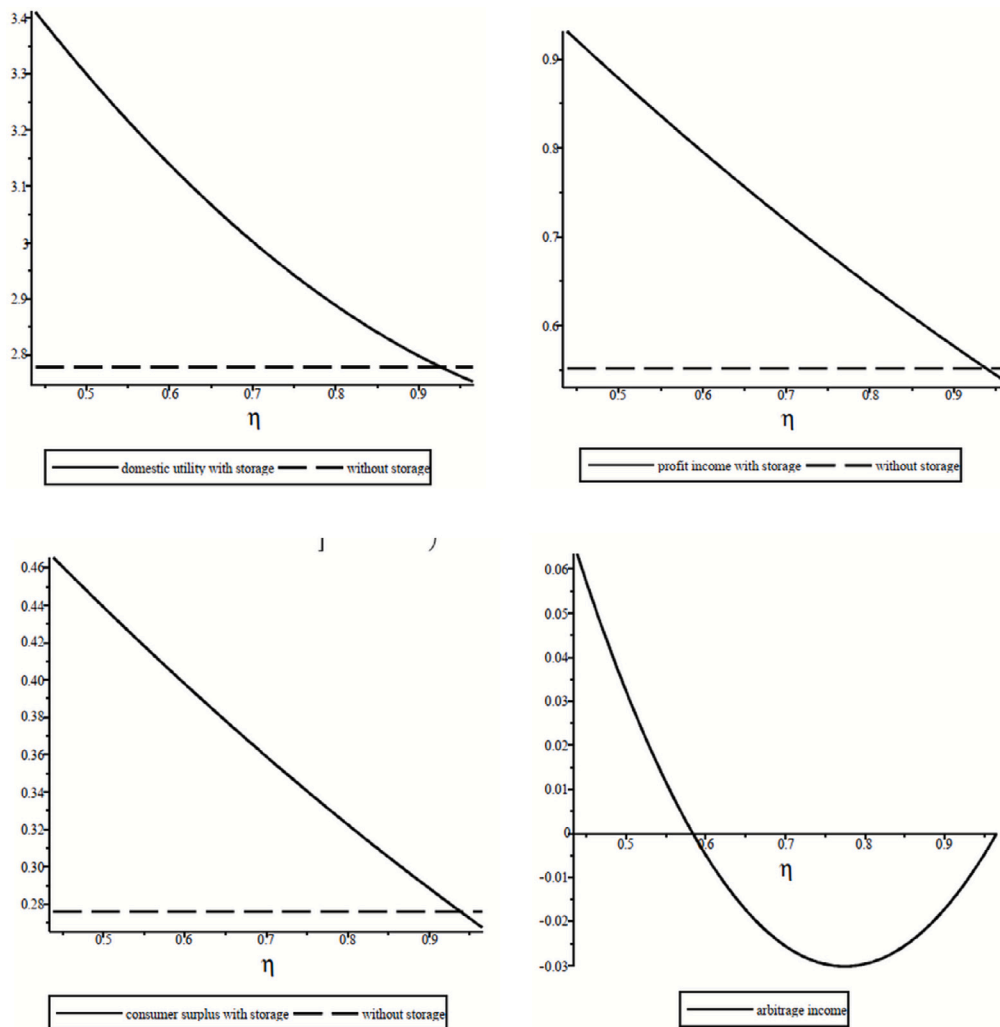 3.4
3.3
3.2
3.1
3
2.9
2.8
0.5 0.6 0.7 0.8 0.9
η
domestic utility with storage without storage
0.9
0.8
0.7
0.6
0.5 0.6 0.7 0.8 0.9
η
profit income with storage without storage
] )
0.46
0.44
0.42
0.40
0.38
0.36
0.34
0.32
0.30
0.28
0.5 0.6 0.7 0.8 0.9
η
consumer surplus with storage without storage
0.06
0.05
0.04
0.03
0.02
0.01
0
0.5 0.6 0.7 0.8 0.9
η
-0.01
-0.02
-0.03
arbitrage income